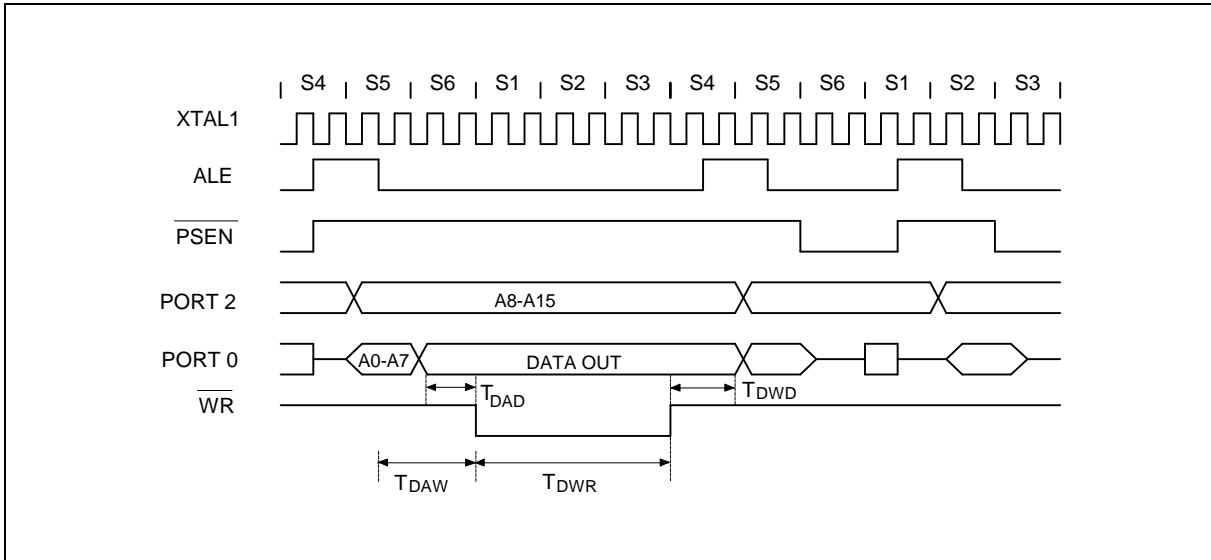 S4 S5 S6 S1 S2 S3 S4 S5 S6 S1 S2 S3
XTAL1
ALE
PSEN
PORT 2
A8-A15
PORT 0
A0-A7
DATA OUT
WR
TDAD
TDWD
TDAW
TDWR